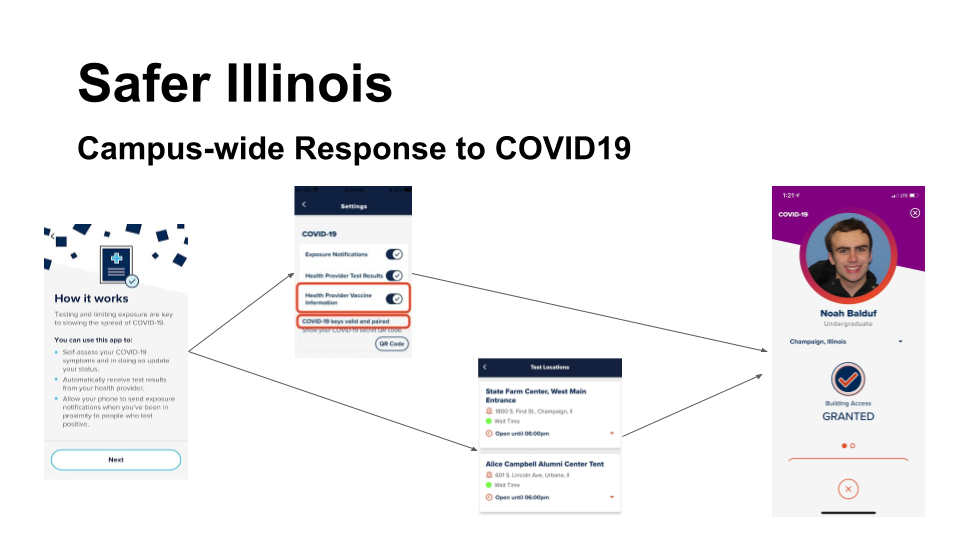 Safer Illinois
Campus-wide Response to COVID19
How it works
Testing and limiting exposure are key
to slowing the spread of COVID-19.
You can use this app to:
• Self-assess your COVID-19
symptoms and in doing so update
your status.
• Automatically receive test results
from your health provider.
• Allow your phone to send exposure
notifications when you've been in
proximity to people who test
positive.
Next
Settings
COVID-19
Exposure Notifications
Health Provider Test Results
Health Provider Vaccine
Information
COVID-19 keys valid and paired
Show your COVID-19 secret QR code
QR Code
Test Locations
State Farm Center, West Main
Entrance
1800 S. First St., Champaign, Il
Wait Time
Open until 06:00pm
Alice Campbell Alumni Center Tent
601 S. Lincoln Ave, Urbana, Il
Wait Time
Open until 06:00pm
1:21
LTE
COVID-19
Noah Balduf
Undergraduate
Champaign, Illinois
Building Access
GRANTED